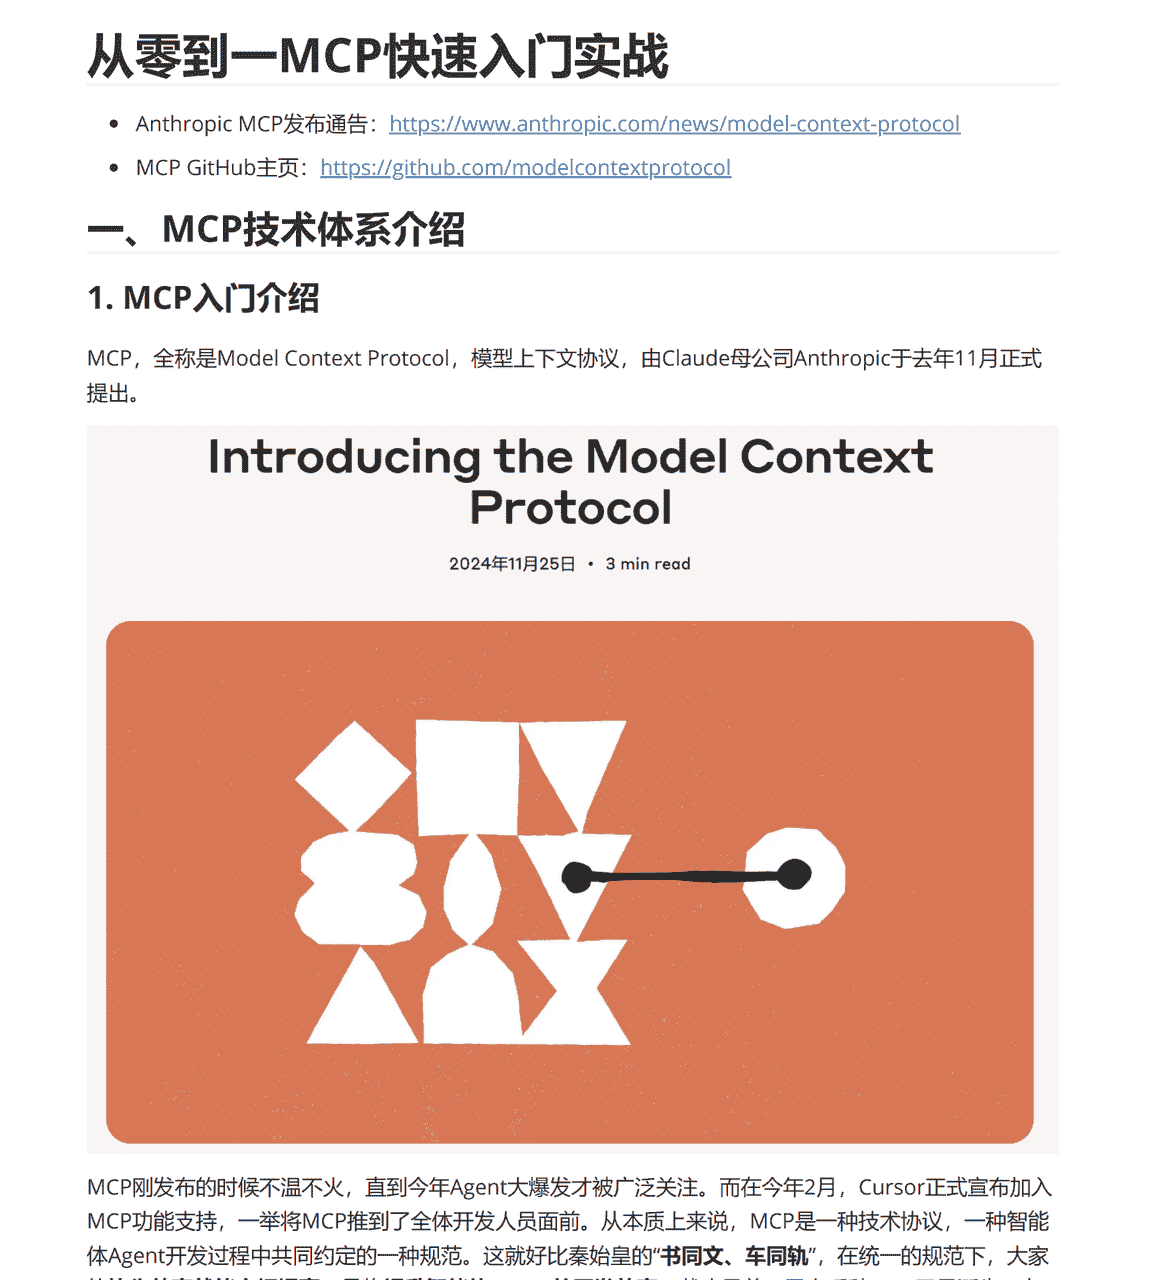 从零到一MCP快速入门实战
Anthropic MCP发布通告：https://www.anthropic.com/news/model-context-protocol
MCP GitHub主页：https://github.com/modelcontextprotocol
一、MCP技术体系介绍
1. MCP入门介绍
MCP，全称是Model Context Protocol，模型上下文协议，由Claude母公司Anthropic于去年11月正式
提出。
Introducing the Model Context
Protocol
2024年11月25日 • 3 min read
MCP刚发布的时候不温不火，直到今年Agent大爆发才被广泛关注。而在今年2月，Cursor正式宣布加入
MCP功能支持，一举将MCP推到了全体开发人员面前。从本质上来说，MCP是一种技术协议，一种智能
体Agent开发过程中共同约定的一种规范。这就好比秦始皇的“书同文、车同轨”，在统一的规范下，大家